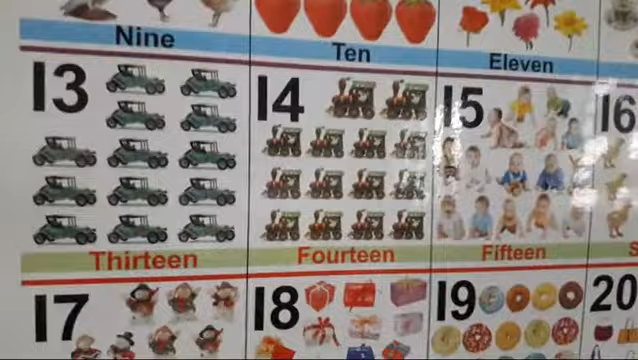 Nine Ten Eleven
13 14 15 16
Thirteen Fourteen Fifteen
17 18 19 20